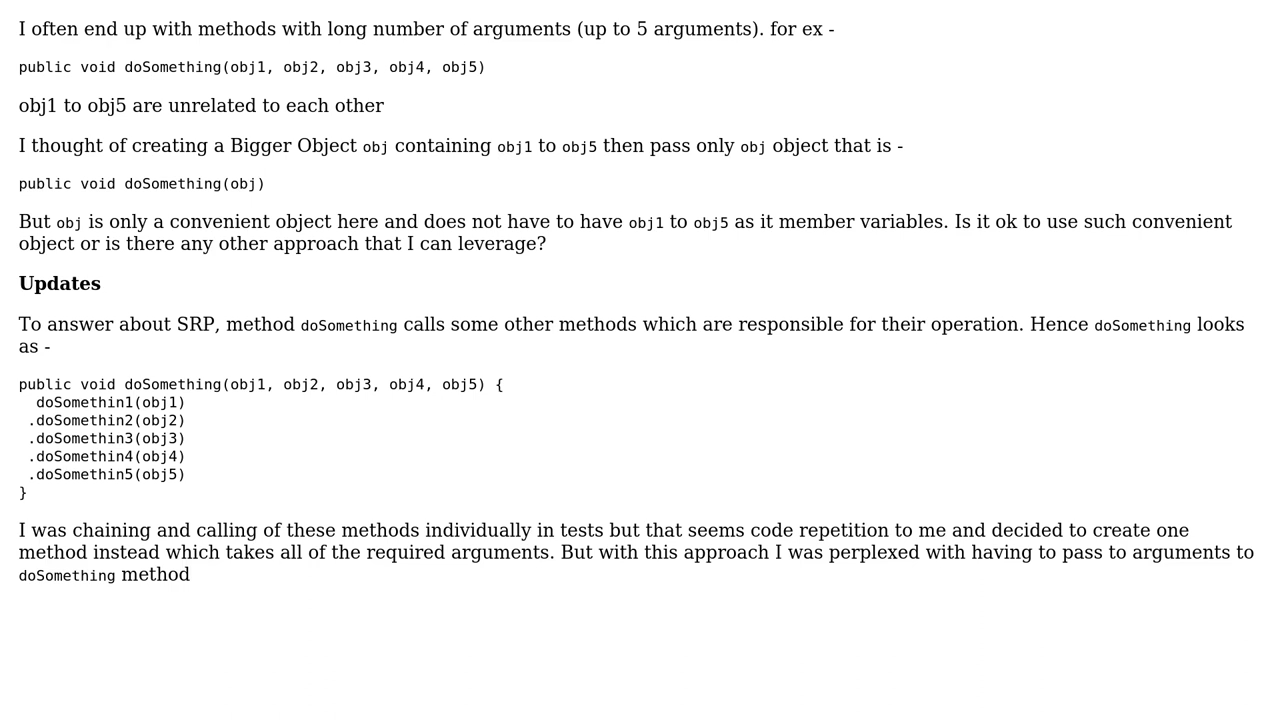 I often end up with methods with long number of arguments (up to 5 arguments). for ex -
public void doSomething(obj1, obj2, obj3, obj4, obj5)
obj1 to obj5 are unrelated to each other
I thought of creating a Bigger Object obj containing obj1 to obj5 then pass only obj object that is -
public void doSomething(obj)
But obj is only a convenient object here and does not have to have obj1 to obj5 as it member variables. Is it ok to use such convenient
object or is there any other approach that I can leverage?
Updates
To answer about SRP, method doSomething calls some other methods which are responsible for their operation. Hence doSomething looks
as -
public void doSomething(obj1, obj2, obj3, obj4, obj5) {
  doSomethin1(obj1)
 .doSomethin2(obj2)
 .doSomethin3(obj3)
 .doSomethin4(obj4)
 .doSomethin5(obj5)
}
I was chaining and calling of these methods individually in tests but that seems code repetition to me and decided to create one
method instead which takes all of the required arguments. But with this approach I was perplexed with having to pass to arguments to
doSomething method